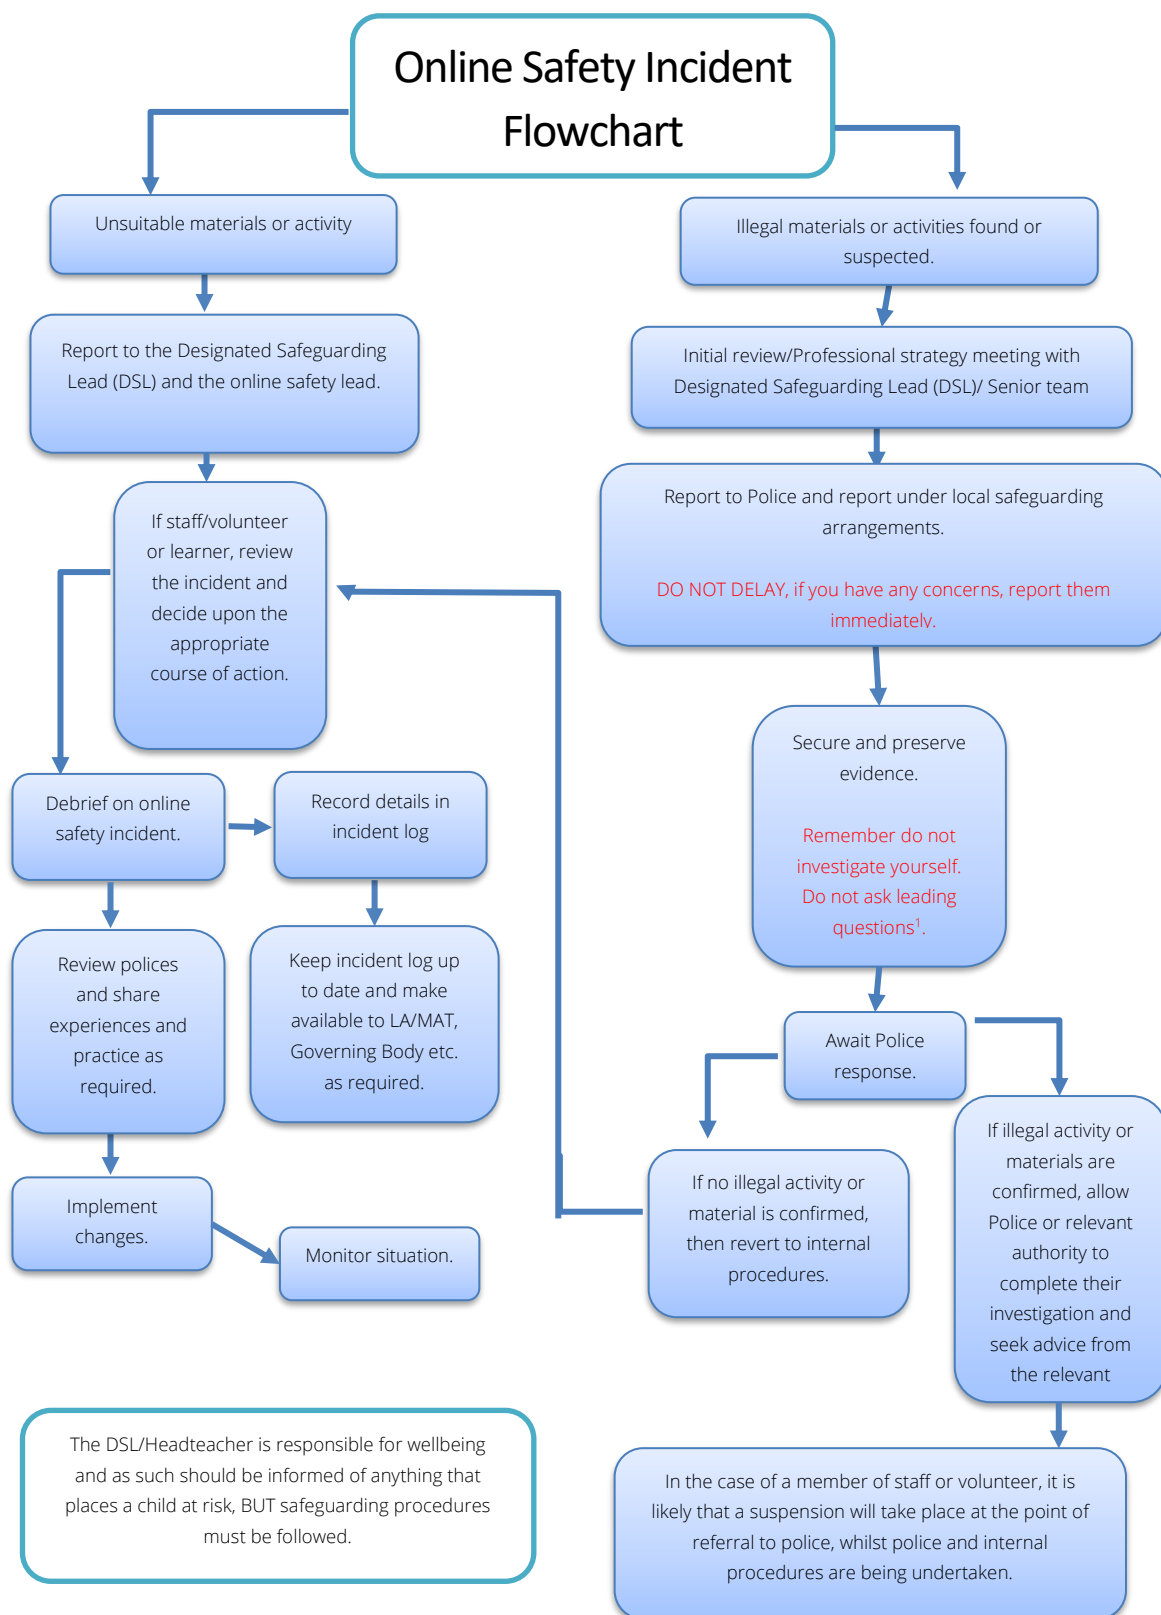 Online Safety Incident
Flowchart
Unsuitable materials or activity
Report to the Designated Safeguarding
Lead (DSL) and the online safety lead.
If staff/volunteer
or learner, review
the incident and
decide upon the
appropriate
course of action.
Debrief on online
safety incident.
Record details in
incident log
Review polices
and share
experiences and
practice as
required.
Keep incident log up
to date and make
available to LA/MAT,
Governing Body etc.
as required.
Implement
changes.
Monitor situation.
Illegal materials or activities found or
suspected.
Initial review/Professional strategy meeting with
Designated Safeguarding Lead (DSL)/ Senior team
Report to Police and report under local safeguarding
arrangements.
DO NOT DELAY, if you have any concerns, report them
immediately.
Secure and preserve
evidence.
Remember do not
investigate yourself.
Do not ask leading
questions¹.
Await Police
response.
If no illegal activity or
material is confirmed,
then revert to internal
procedures.
If illegal activity or
materials are
confirmed, allow
Police or relevant
authority to
complete their
investigation and
seek advice from
the relevant
In the case of a member of staff or volunteer, it is
likely that a suspension will take place at the point of
referral to police, whilst police and internal
procedures are being undertaken.
The DSL/Headteacher is responsible for wellbeing
and as such should be informed of anything that
places a child at risk, BUT safeguarding procedures
must be followed.